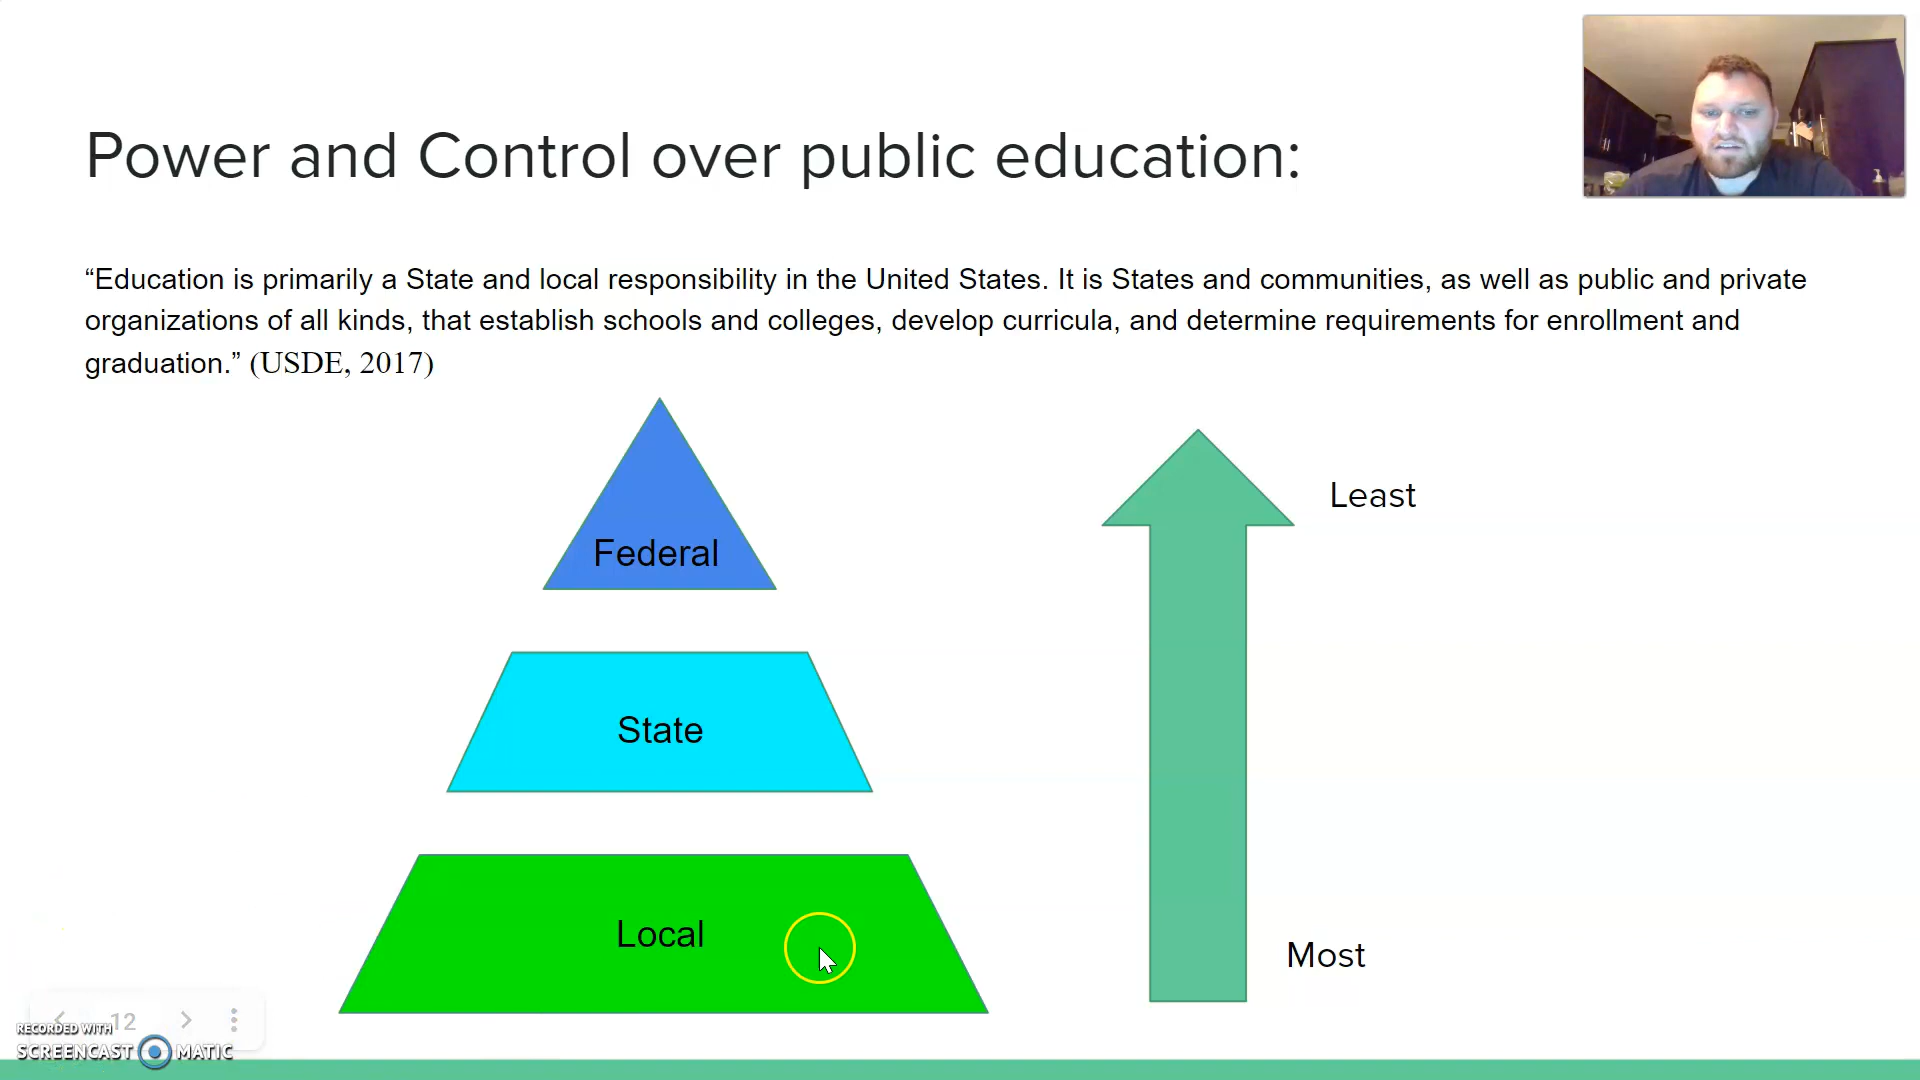 Power and Control over public education:
“Education is primarily a State and local responsibility in the United States. It is States and communities, as well as public and private
organizations of all kinds, that establish schools and colleges, develop curricula, and determine requirements for enrollment and
graduation.” (USDE, 2017)
Federal
Least
State
Local
Most
12
RECORDED WITH
SCREENCAST MATIC